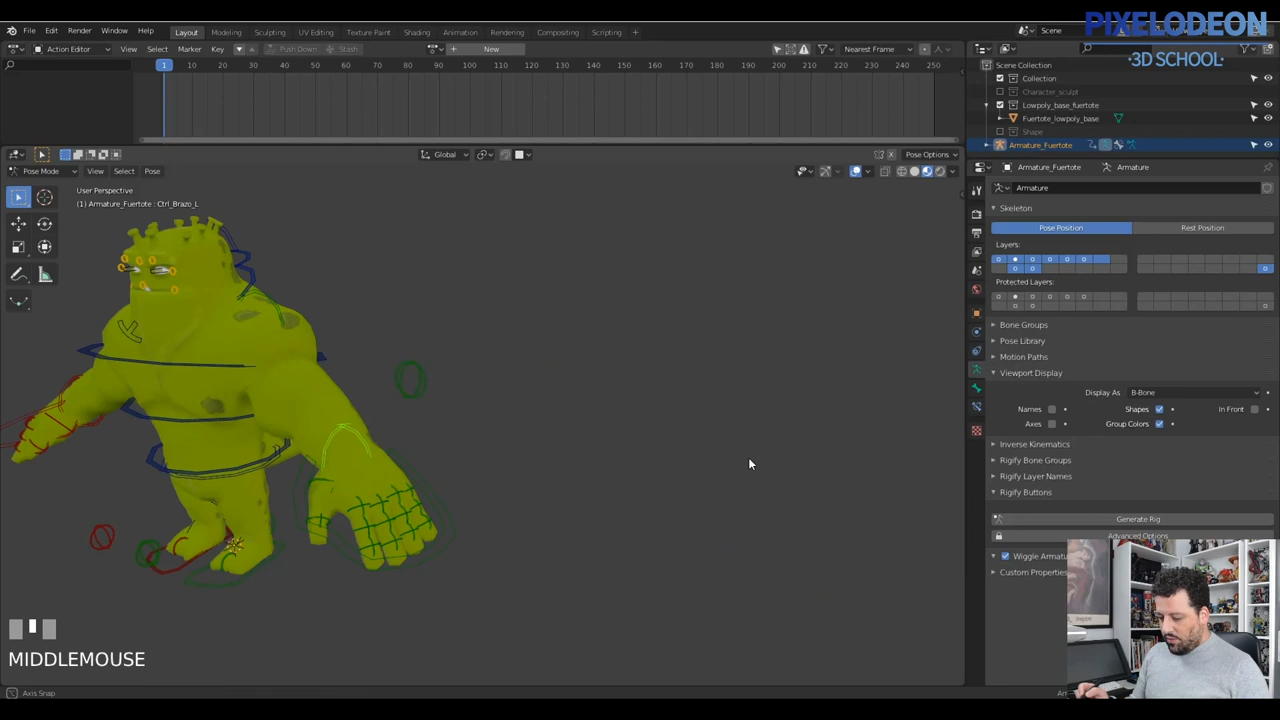 PIXELODEON
·3D SCHOOL·
File Edit Render Window Help Layout Modeling Sculpting UV Editing Texture Paint Shading Animation Rendering Compositing Scripting + Scene
Action Editor View Select Marker Key Push Down Stash + New Nearest Frame
1 10 20 30 40 50 60 70 80 90 100 110 120 130 140 150 160 170 180 190 200 210 220 230 240 250
Scene Collection
Collection
Character_sculpt
Lowpoly_base_fuertote
Fuertote_lowpoly_base
Shape
Armature_Fuertote
Global Pose Options
Pose Mode View Select Pose
User Perspective
(1) Armature_Fuertote : Ctrl_Brazo_L
Armature_Fuertote Armature
Armature
Skeleton
Pose Position Rest Position
Layers:
Protected Layers:
Bone Groups
Pose Library
Motion Paths
Viewport Display
Display As B-Bone
Names Shapes In Front
Axes Group Colors
Inverse Kinematics
Rigify Bone Groups
Rigify Layer Names
Rigify Buttons
Generate Rig
Advanced Options
Wiggle Armatu
Custom Properties
MIDDLEMOUSE
Axis Snap